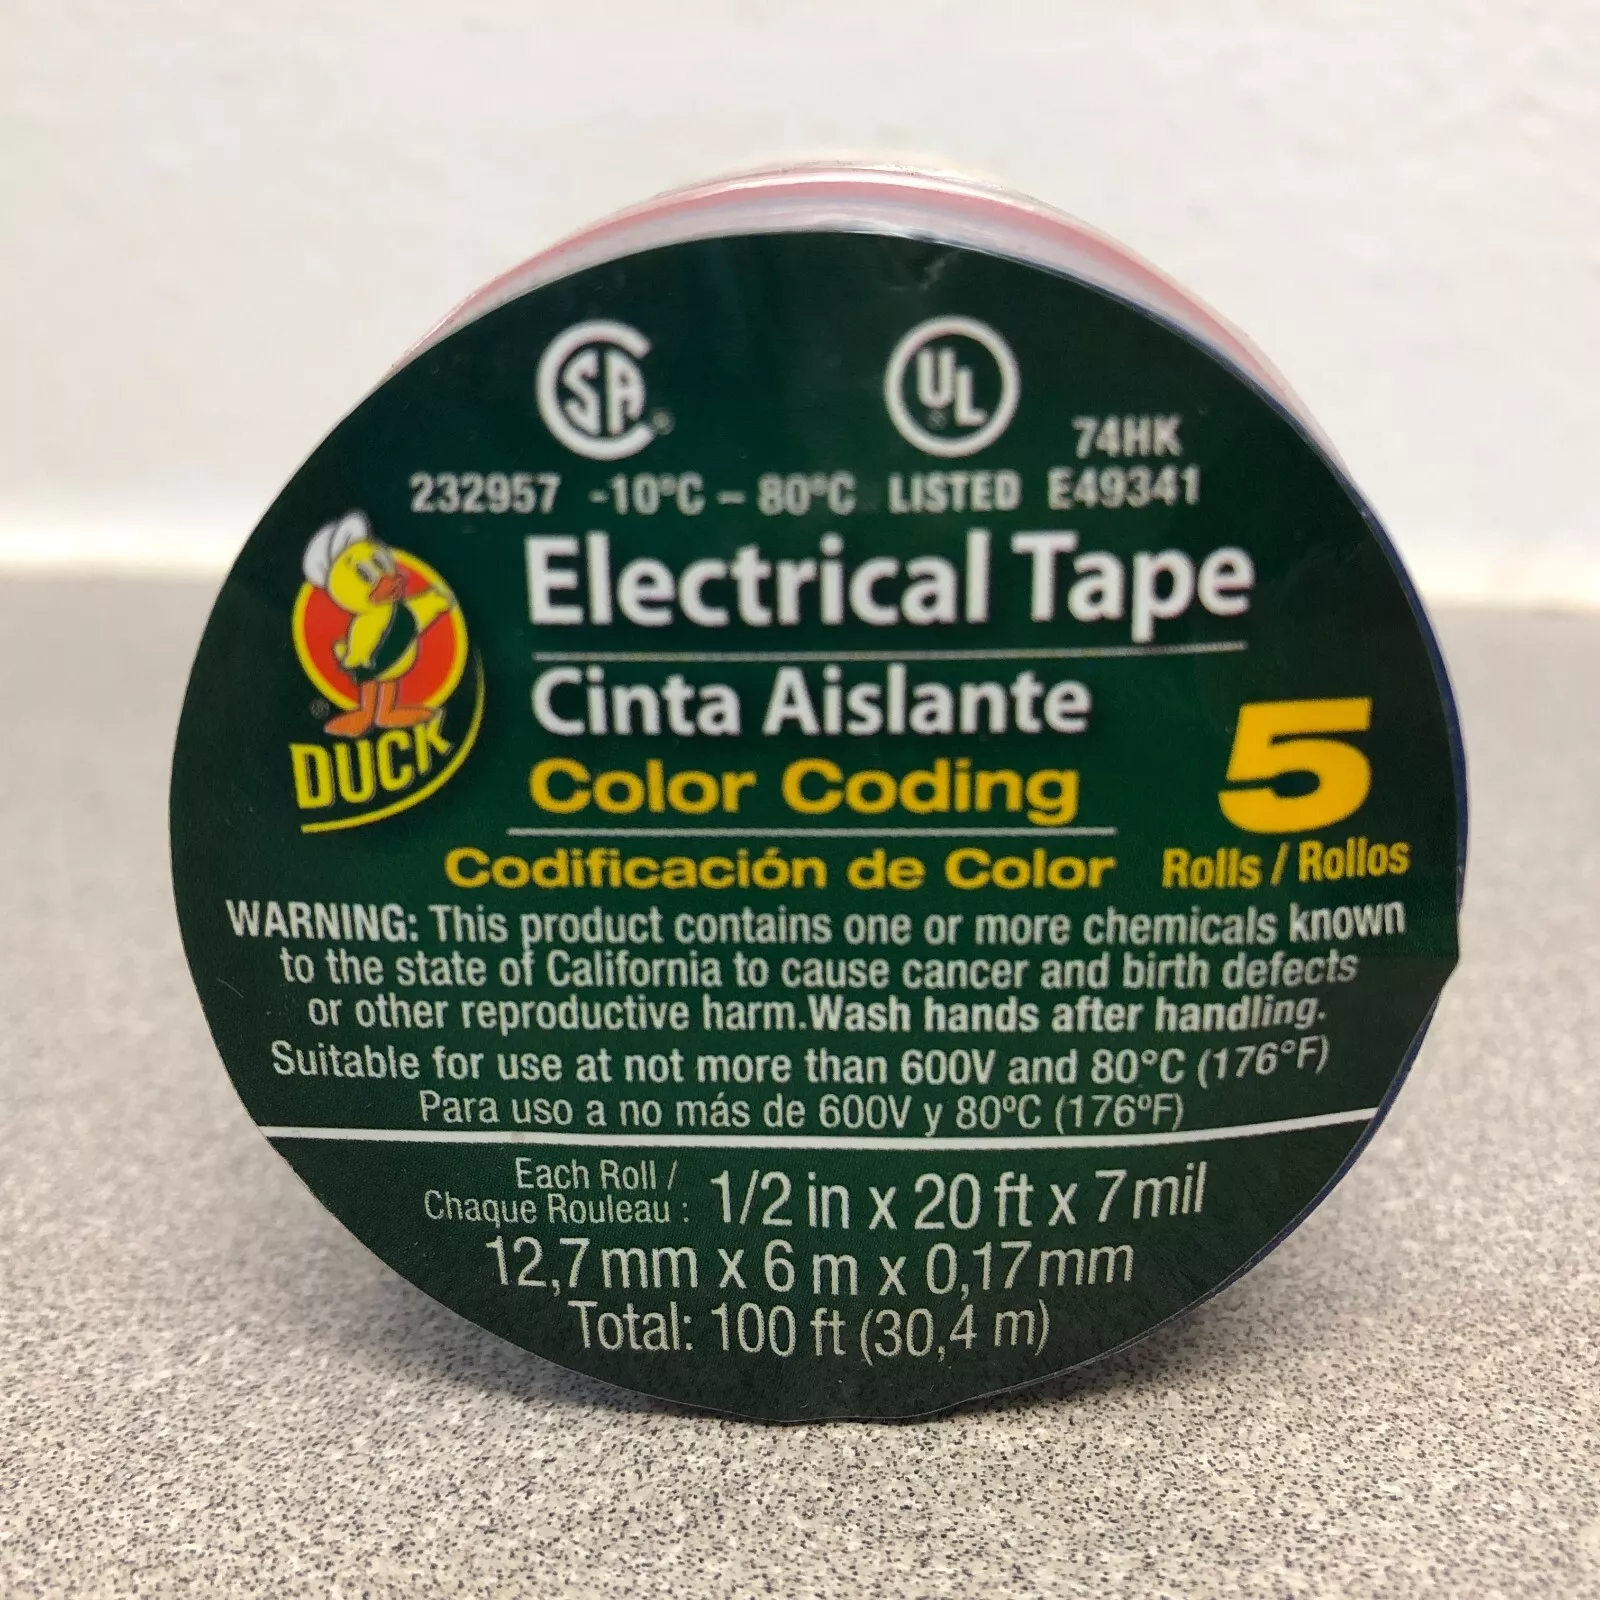 CSA UL
74HK
232957 -10°C – 80°C LISTED E49341
Electrical Tape
Cinta Aislante
DUCK
Color Coding
5
Codificación de Color Rolls / Rollos
WARNING: This product contains one or more chemicals known
to the state of California to cause cancer and birth defects
or other reproductive harm.Wash hands after handling.
Suitable for use at not more than 600V and 80°C (176°F)
Para uso a no más de 600V y 80ºC (176ºF)
Each Roll /
Chaque Rouleau : 1/2 in x 20 ft x 7 mil
12,7 mm x 6 m x 0,17 mm
Total: 100 ft (30,4 m)